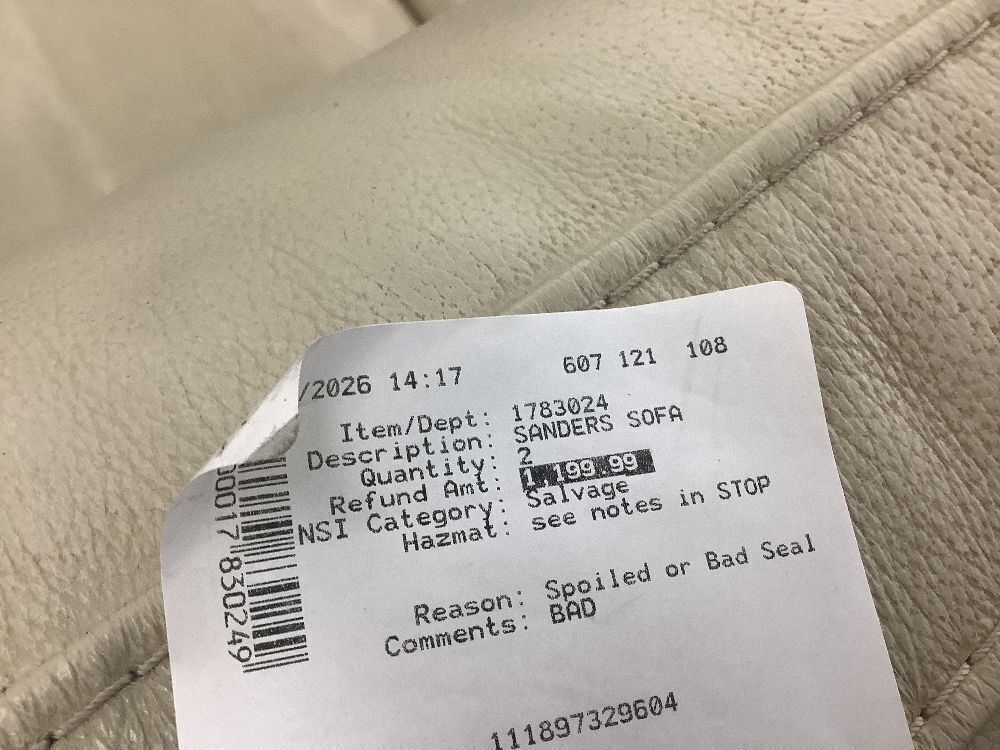 /2026 14:17 607 121 108
Item/Dept: 1783024
Description: SANDERS SOFA
Quantity: 2
Refund Amt: 1,199.99
NSI Category: Salvage
Hazmat: see notes in STOP
Reason: Spoiled or Bad Seal
Comments: BAD
111897329604
00017830249